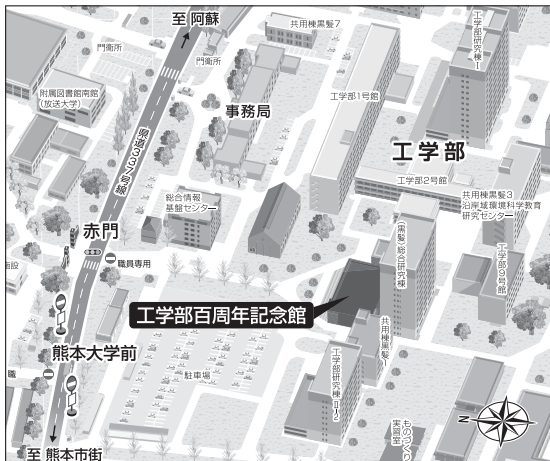 至 阿蘇
共用棟黒髪7
工学部研究棟Ⅰ
門衛所
門衛所
附属図書館南館
(放送大学)
事務局
工学部1号館
県道337号線
工学部
工学部2号館
総合情報
基盤センター
共用棟黒髪3
沿岸域環境科学教育
研究センター
赤門
職員専用
(黒髪)総合研究棟
工学部9号館
施設
工学部百周年記念館
共用棟黒髪1
熊本大学前
工学部研究棟Ⅱ-2
職
駐車場
ものづくり
実習室
N
至 熊本市街